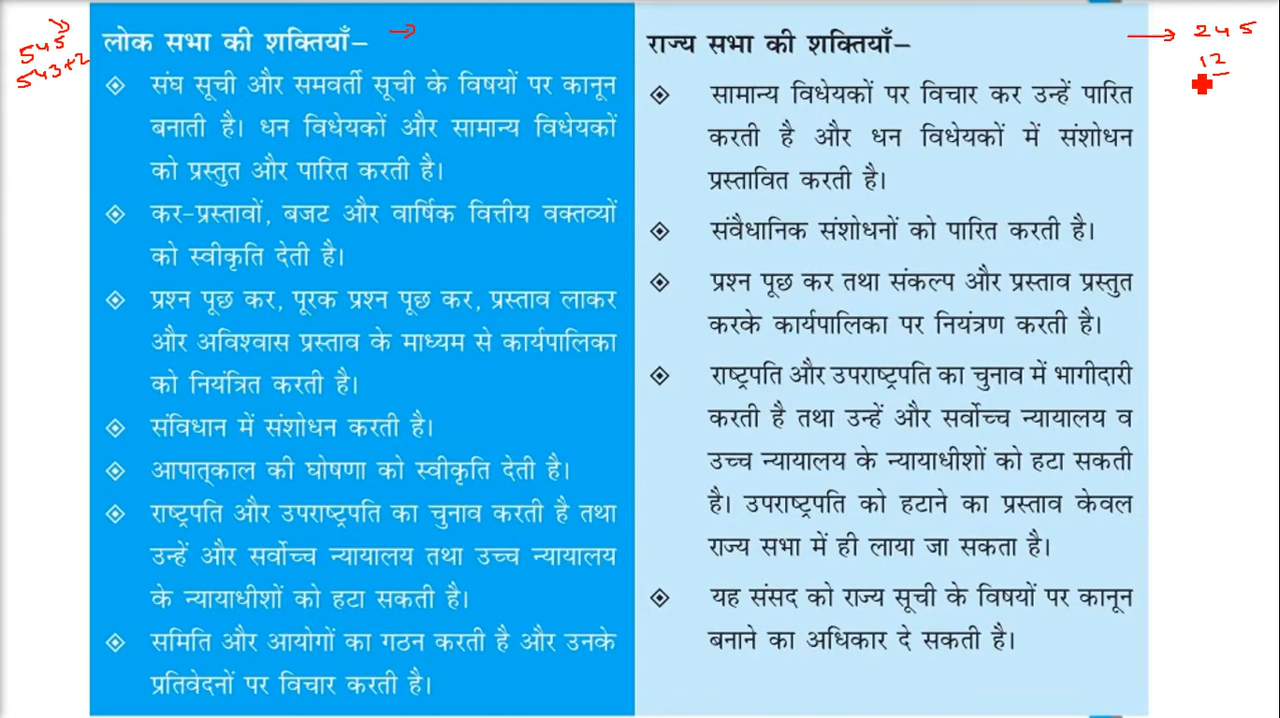 545
543+2
लोक सभा की शक्तियाँ–
संघ सूची और समवर्ती सूची के विषयों पर कानून
बनाती है। धन विधेयकों और सामान्य विधेयकों
को प्रस्तुत और पारित करती है।
कर-प्रस्तावों, बजट और वार्षिक वित्तीय वक्तव्यों
को स्वीकृति देती है।
प्रश्न पूछ कर, पूरक प्रश्न पूछ कर, प्रस्ताव लाकर
और अविश्वास प्रस्ताव के माध्यम से कार्यपालिका
को नियंत्रित करती है।
संविधान में संशोधन करती है।
आपात्काल की घोषणा को स्वीकृति देती है।
राष्ट्रपति और उपराष्ट्रपति का चुनाव करती है तथा
उन्हें और सर्वोच्च न्यायालय तथा उच्च न्यायालय
के न्यायाधीशों को हटा सकती है।
समिति और आयोगों का गठन करती है और उनके
प्रतिवेदनों पर विचार करती है।
राज्य सभा की शक्तियाँ–
245
12
सामान्य विधेयकों पर विचार कर उन्हें पारित
करती है और धन विधेयकों में संशोधन
प्रस्तावित करती है।
संवैधानिक संशोधनों को पारित करती है।
प्रश्न पूछ कर तथा संकल्प और प्रस्ताव प्रस्तुत
करके कार्यपालिका पर नियंत्रण करती है।
राष्ट्रपति और उपराष्ट्रपति का चुनाव में भागीदारी
करती है तथा उन्हें और सर्वोच्च न्यायालय व
उच्च न्यायालय के न्यायाधीशों को हटा सकती
है। उपराष्ट्रपति को हटाने का प्रस्ताव केवल
राज्य सभा में ही लाया जा सकता है।
यह संसद को राज्य सूची के विषयों पर कानून
बनाने का अधिकार दे सकती है।